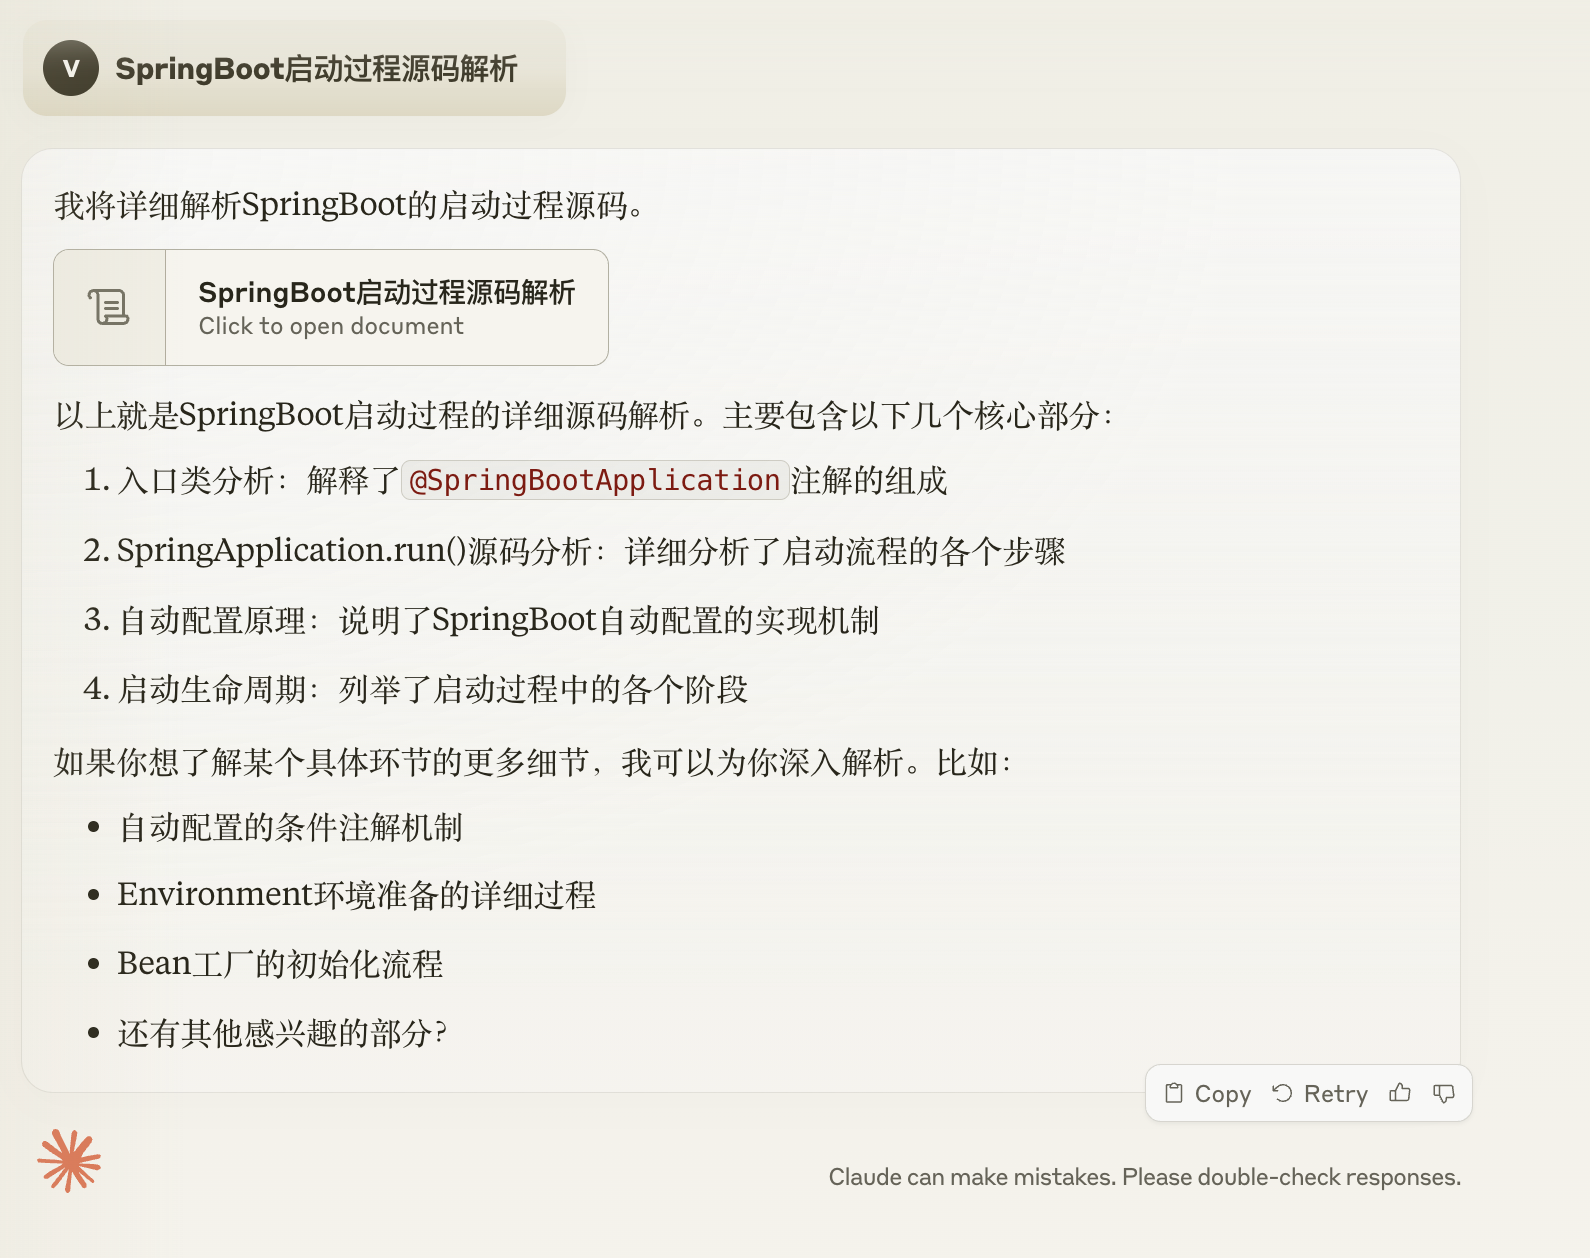 V
SpringBoot启动过程源码解析
我将详细解析SpringBoot的启动过程源码。
SpringBoot启动过程源码解析
Click to open document
以上就是SpringBoot启动过程的详细源码解析。主要包含以下几个核心部分：
1. 入口类分析：解释了@SpringBootApplication注解的组成
2. SpringApplication.run()源码分析：详细分析了启动流程的各个步骤
3. 自动配置原理：说明了SpringBoot自动配置的实现机制
4. 启动生命周期：列举了启动过程中的各个阶段
如果你想了解某个具体环节的更多细节，我可以为你深入解析。比如：
• 自动配置的条件注解机制
• Environment环境准备的详细过程
• Bean工厂的初始化流程
• 还有其他感兴趣的部分?
Copy Retry
Claude can make mistakes. Please double-check responses.